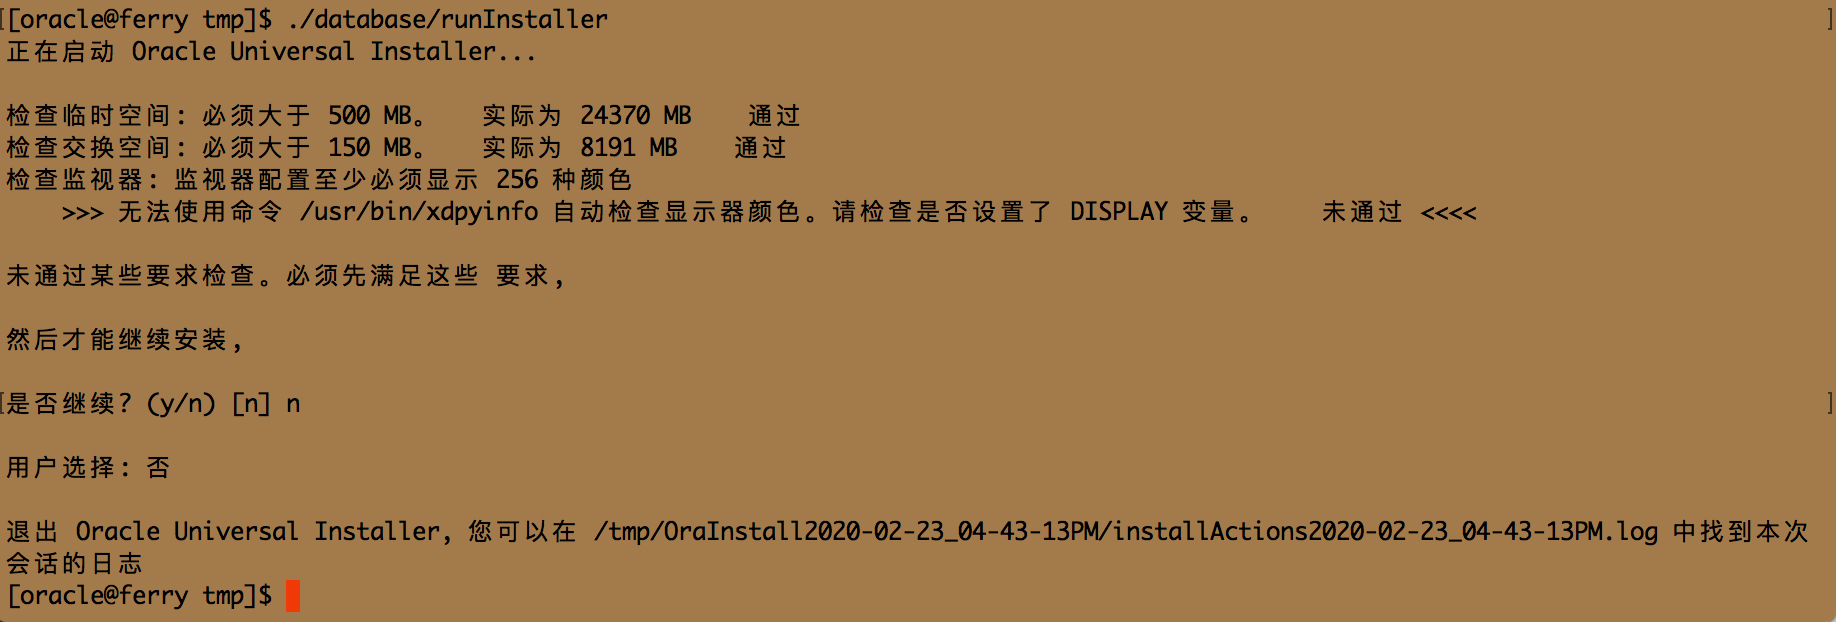 [[oracle@ferry tmp]$ ./database/runInstaller ]
正在启动 Oracle Universal Installer...
检查临时空间: 必须大于 500 MB。 实际为 24370 MB 通过
检查交换空间: 必须大于 150 MB。 实际为 8191 MB 通过
检查监视器: 监视器配置至少必须显示 256 种颜色
>>> 无法使用命令 /usr/bin/xdpyinfo 自动检查显示器颜色。请检查是否设置了 DISPLAY 变量。 未通过 <<<<
未通过某些要求检查。必须先满足这些 要求,
然后才能继续安装,
[是否继续? (y/n) [n] n ]
用户选择: 否
退出 Oracle Universal Installer, 您可以在 /tmp/OraInstall2020-02-23_04-43-13PM/installActions2020-02-23_04-43-13PM.log 中找到本次
会话的日志
[oracle@ferry tmp]$